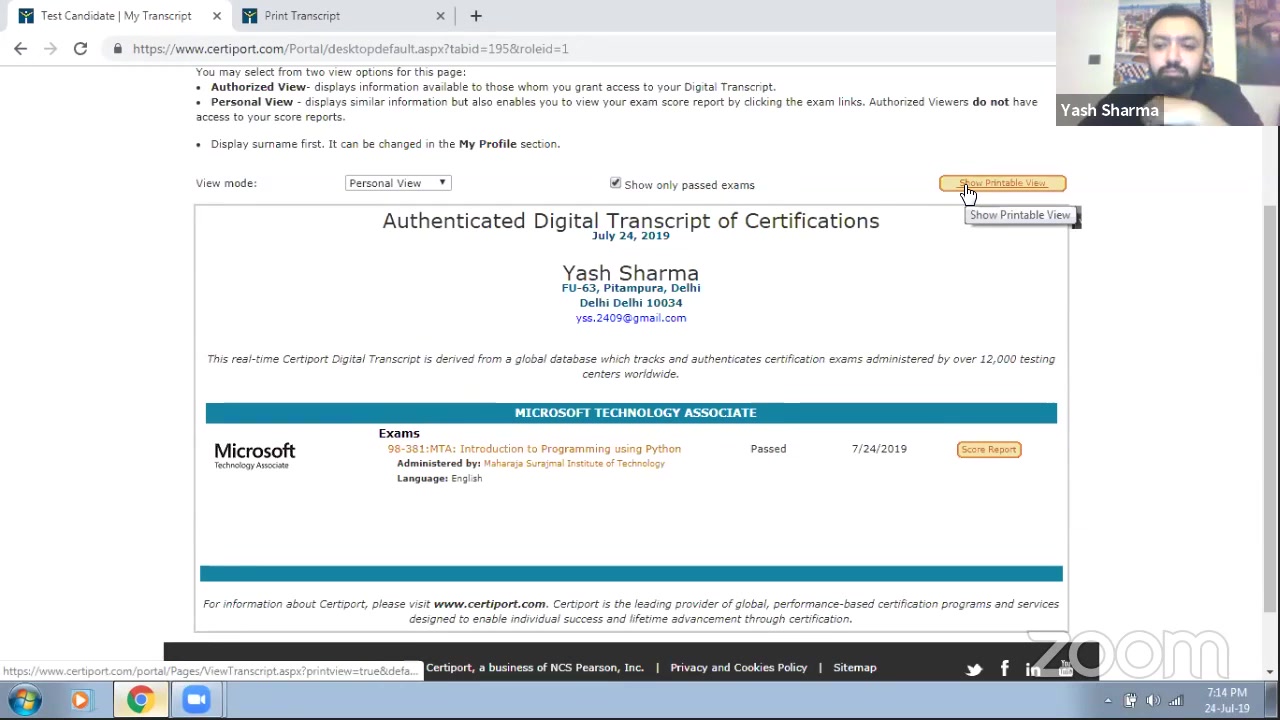 Test Candidate | My Transcript
Print Transcript
https://www.certiport.com/Portal/desktopdefault.aspx?tabid=195&roleid=1
You may select from two view options for this page:
• Authorized View- displays information available to those whom you grant access to your Digital Transcript.
• Personal View - displays similar information but also enables you to view your exam score report by clicking the exam links. Authorized Viewers do not have
access to your score reports.
• Display surname first. It can be changed in the My Profile section.
Yash Sharma
View mode:
Personal View
Show only passed exams
Show Printable View
Show Printable View
Authenticated Digital Transcript of Certifications
July 24, 2019
Yash Sharma
FU-63, Pitampura, Delhi
Delhi Delhi 10034
yss.2409@gmail.com
This real-time Certiport Digital Transcript is derived from a global database which tracks and authenticates certification exams administered by over 12,000 testing
centers worldwide.
MICROSOFT TECHNOLOGY ASSOCIATE
Microsoft
Technology Associate
Exams
98-381:MTA: Introduction to Programming using Python
Passed
7/24/2019
Score Report
Administered by: Maharaja Surajmal Institute of Technology
Language: English
For information about Certiport, please visit www.certiport.com. Certiport is the leading provider of global, performance-based certification programs and services
designed to enable individual success and lifetime advancement through certification.
https://www.certiport.com/portal/Pages/ViewTranscript.aspx?printview=true&defa...
Certiport, a business of NCS Pearson, Inc. | Privacy and Cookies Policy | Sitemap
zoom
7:14 PM
24-Jul-19